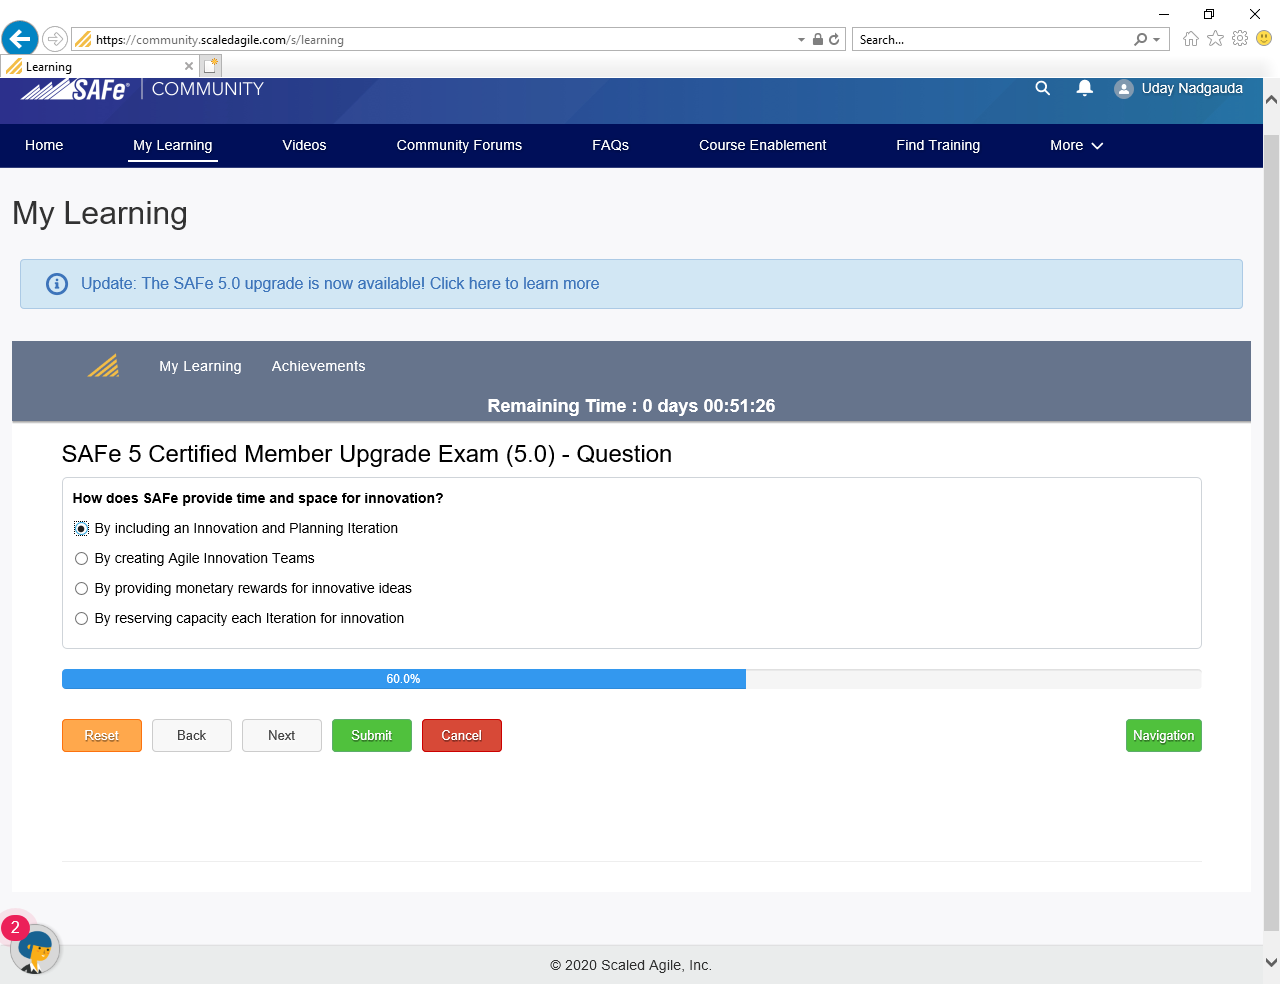 https://community.scaledagile.com/s/learning
Search...
Learning
SAFe® | COMMUNITY
Uday Nadgauda
Home My Learning Videos Community Forums FAQs Course Enablement Find Training More
My Learning
Update: The SAFe 5.0 upgrade is now available! Click here to learn more
My Learning Achievements
Remaining Time : 0 days 00:51:26
SAFe 5 Certified Member Upgrade Exam (5.0) - Question
How does SAFe provide time and space for innovation?
By including an Innovation and Planning Iteration
By creating Agile Innovation Teams
By providing monetary rewards for innovative ideas
By reserving capacity each Iteration for innovation
60.0%
Reset Back Next Submit Cancel Navigation
2
© 2020 Scaled Agile, Inc.